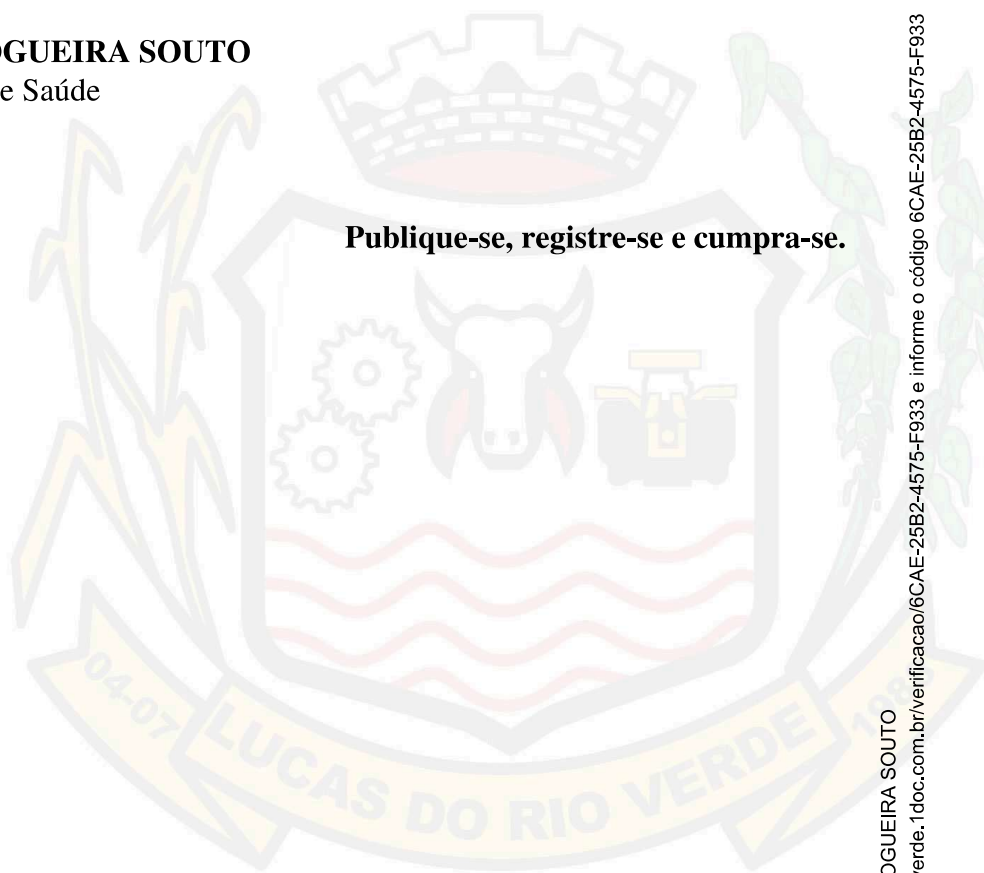 OGUEIRA SOUTO
e Saúde
Publique-se, registre-se e cumpra-se.
04-07
LUCAS DO RIO VERDE
OGUEIRA SOUTO
verde.1doc.com.br/verificacao/6CAE-25B2-4575-F933 e informe o código 6CAE-25B2-4575-F933